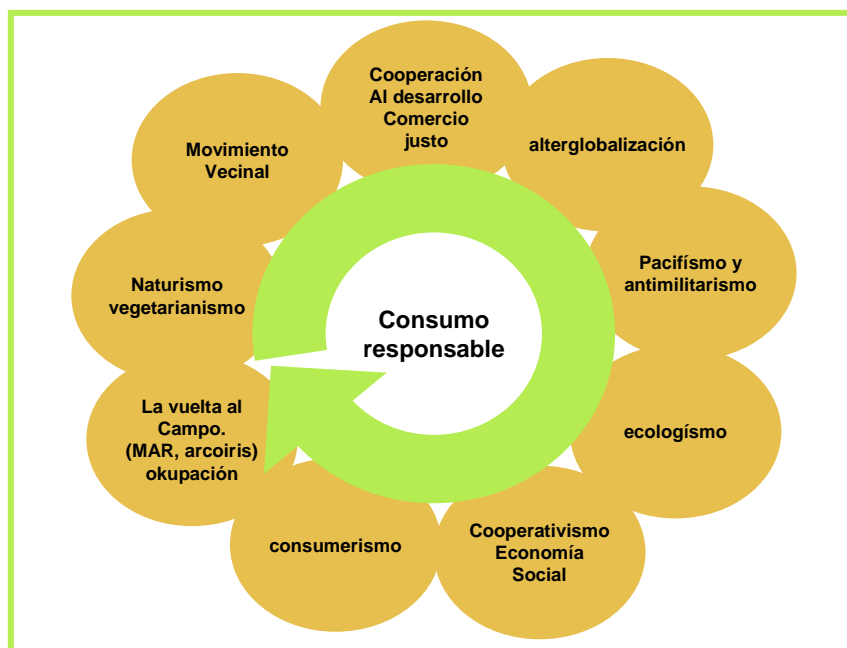 Cooperación
Al desarrollo
Comercio
justo
alterglobalización
Pacifísmo y
antimilitarismo
ecologísmo
Cooperativismo
Economía
Social
consumerismo
La vuelta al
Campo.
(MAR, arcoiris)
okupación
Naturismo
vegetarianismo
Movimiento
Vecinal
Consumo
responsable